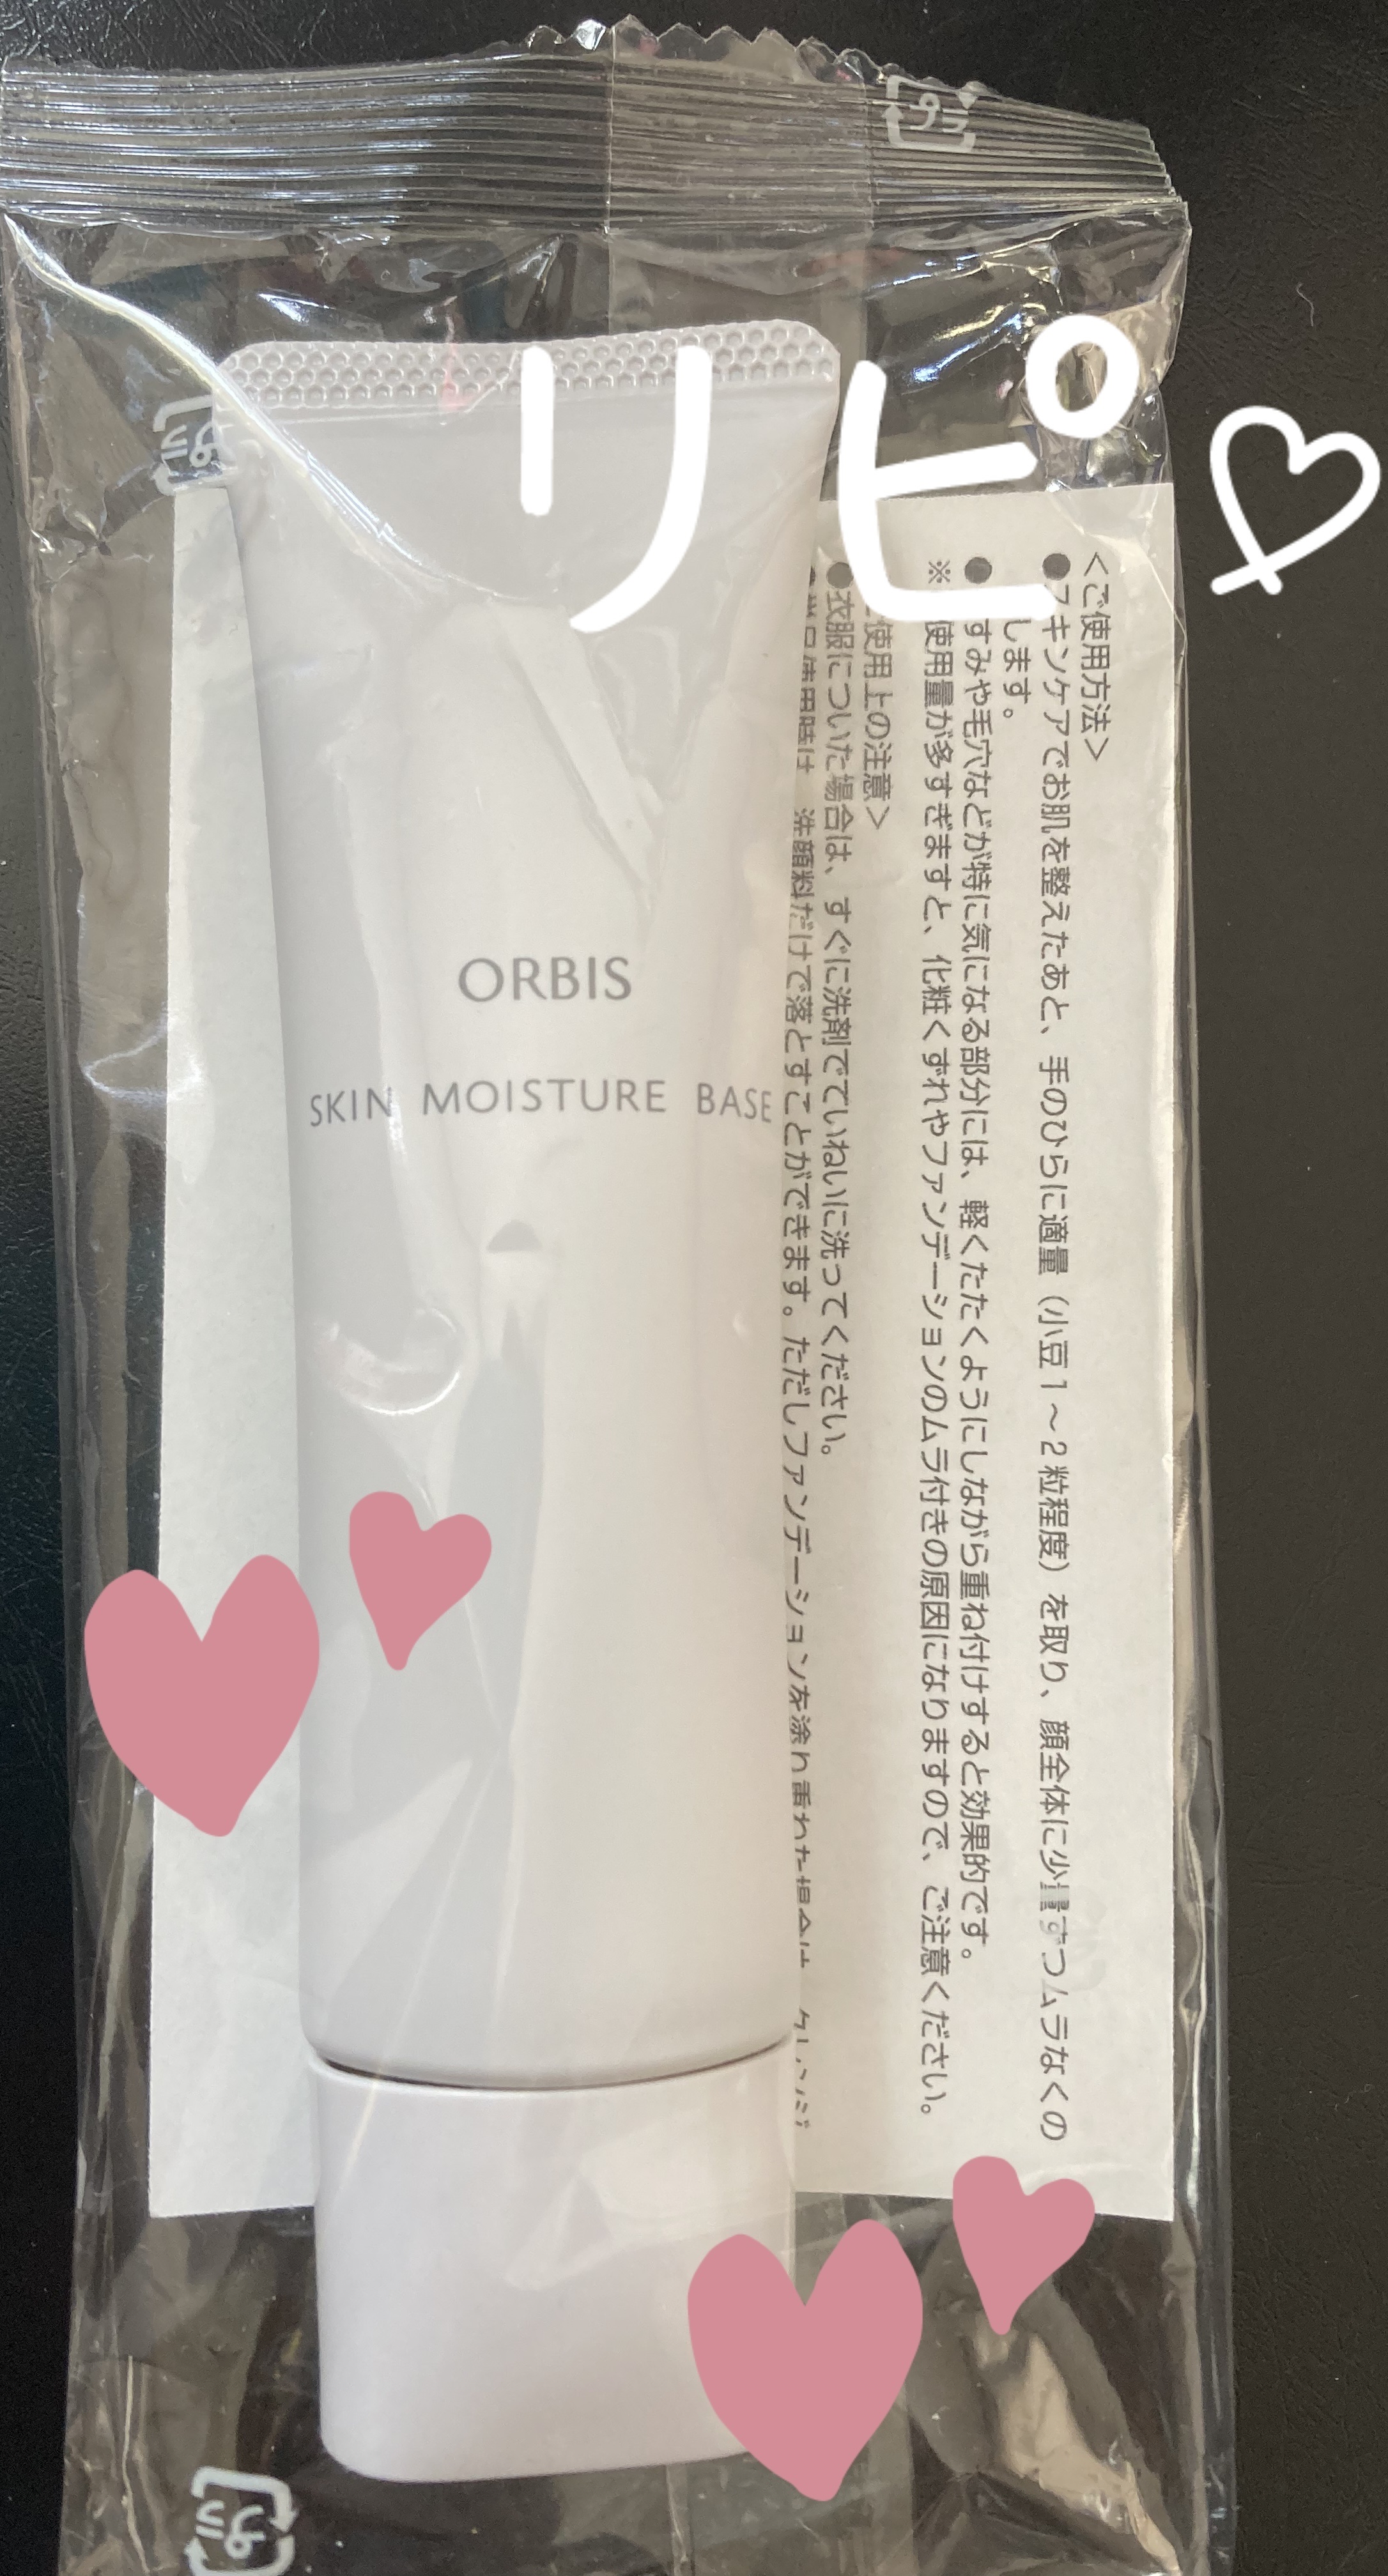 リピ♡
ORBIS
SKIN MOISTURE BASE
<ご使用方法>
キンケアでお肌を整えたあと、手のひらに適量（小豆1～2粒程度）を取り、顔全体に少量ずつムラなくの
します。
●すみや毛穴などが特に気になる部分には、軽くたたくようにしながら重ね付けすると効果的です。
※使用量が多すぎますと、化粧くずれやファンデーションのムラ付きの原因になりますので、ご注意ください。
使用上の注意>
●衣服についた場合は、すぐに洗剤でていねいに洗ってください。
洗顔料だけで落とすことができます。ただしファンデーションを塗り重ねた場合は、クレンジ
プラ
プラ
プラ